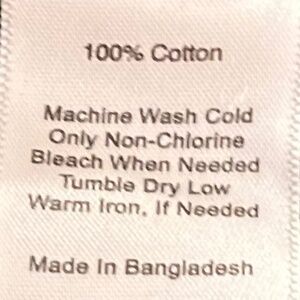 100% Cotton
Machine Wash Cold
Only Non-Chlorine
Bleach When Needed
Tumble Dry Low
Warm Iron, If Needed
Made In Bangladesh